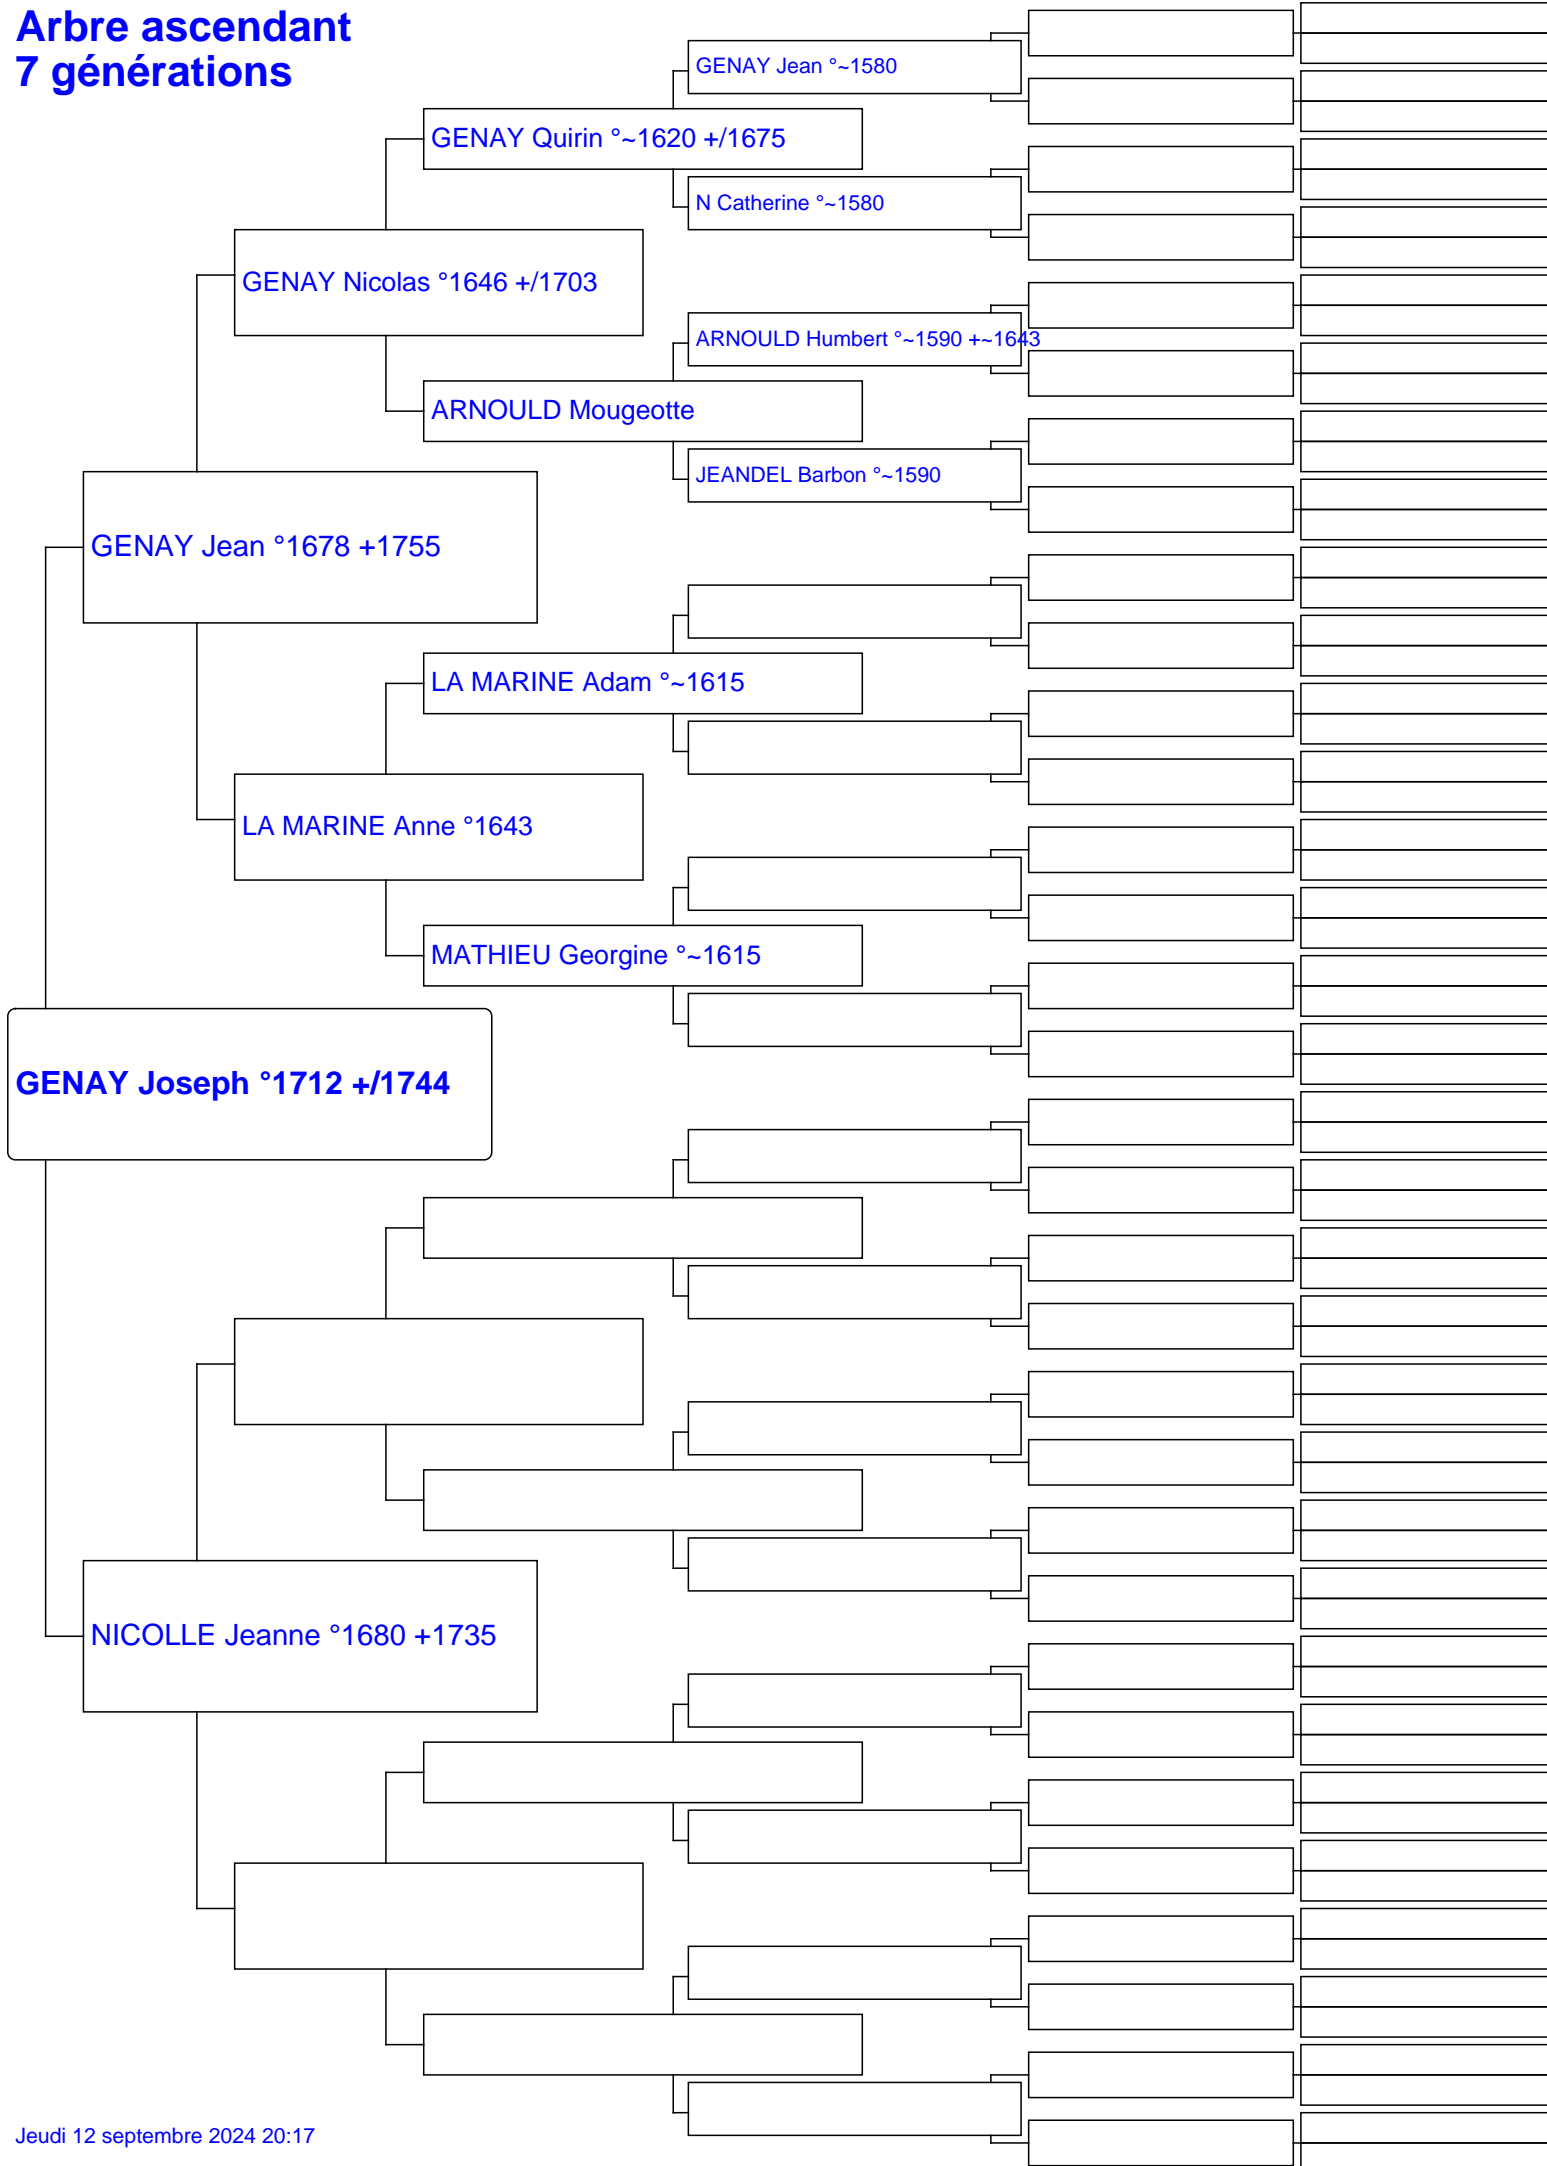 Arbre ascendant
7 générations
GENAY Jean °~1580
GENAY Quirin °~1620 +/1675
N Catherine °~1580
GENAY Nicolas °1646 +/1703
ARNOULD Humbert °~1590 +~1643
ARNOULD Mougeotte
JEANDEL Barbon °~1590
GENAY Jean °1678 +1755
LA MARINE Adam °~1615
LA MARINE Anne °1643
MATHIEU Georgine °~1615
GENAY Joseph °1712 +/1744
NICOLLE Jeanne °1680 +1735
Jeudi 12 septembre 2024 20:17